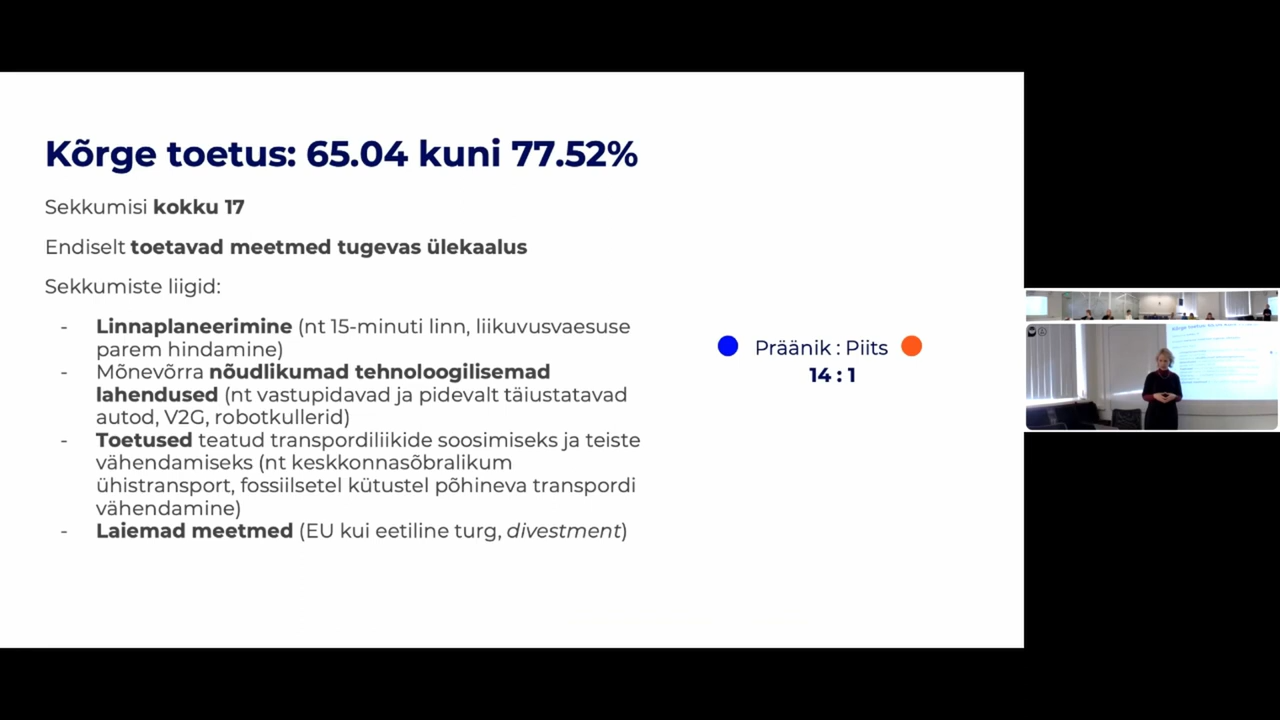 Kõrge toetus: 65.04 kuni 77.52%
Sekkumisi kokku 17
Endiselt toetavad meetmed tugevas ülekaalus
Sekkumiste liigid:
- Linnaplaneerimine (nt 15-minuti linn, liikuvusvaesuse
parem hindamine)
- Mõnevõrra nõudlikumad tehnoloogilisemad
lahendused (nt vastupidavad ja pidevalt täiustatavad
autod, V2G, robotkullerid)
- Toetused teatud transpordiliikide soosimiseks ja teiste
vähendamiseks (nt keskkonnasõbralikum
ühistransport, fossiilsetel kütustel põhineva transpordi
vähendamine)
- Laiemad meetmed (EU kui eetiline turg, divestment)
Präänik : Piits
14 : 1